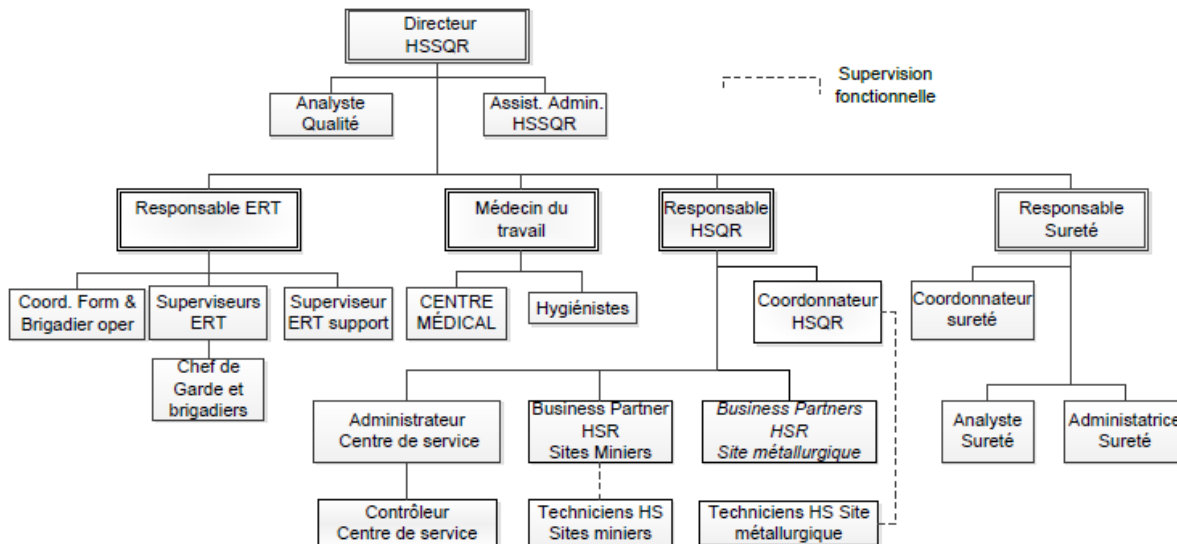 Directeur
HSSQR
Supervision
fonctionnelle
Analyste
Qualité
Assist. Admin.
HSSQR
Responsable ERT
Médecin du
travail
Responsable
HSQR
Responsable
Sureté
Coord. Form &
Brigadier oper
Superviseurs
ERT
Superviseur
ERT support
CENTRE
MÉDICAL
Hygiénistes
Coordonnateur
HSQR
Coordonnateur
sureté
Chef de
Garde et
brigadiers
Administrateur
Centre de service
Business Partner
HSR
Sites Miniers
Business Partners
HSR
Site métallurgique
Analyste
Sureté
Administatrice
Sureté
Contrôleur
Centre de service
Techniciens HS
Sites miniers
Techniciens HS Site
métallurgique